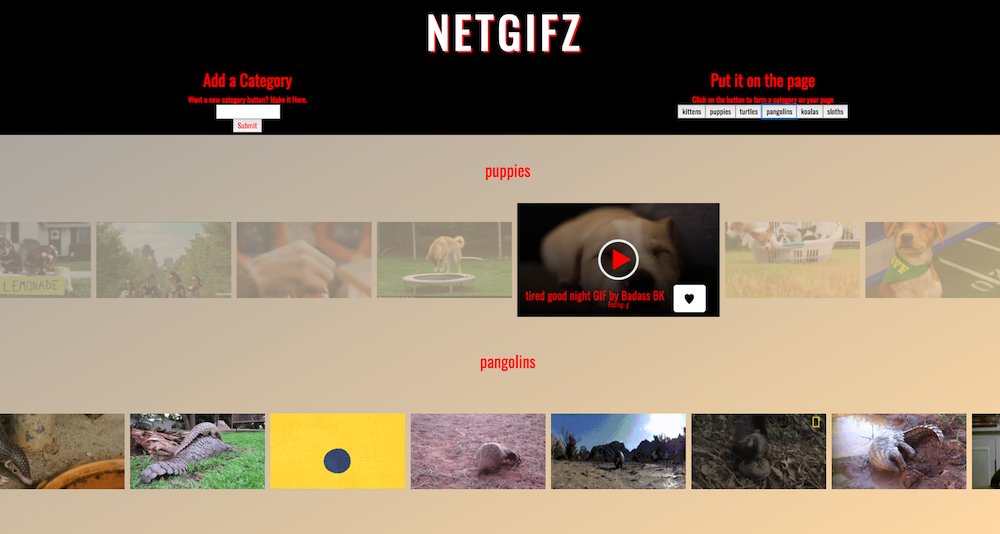 NETGIFZ
Add a Category
Want a new category button? Make it Here.
Submit
Put it on the page
Click on the button to form a category on your page
kittens puppies turtles pangolins koalas sloths
puppies
LEMONADE
tired good night GIF by Badass BK
Rating: g
pangolins